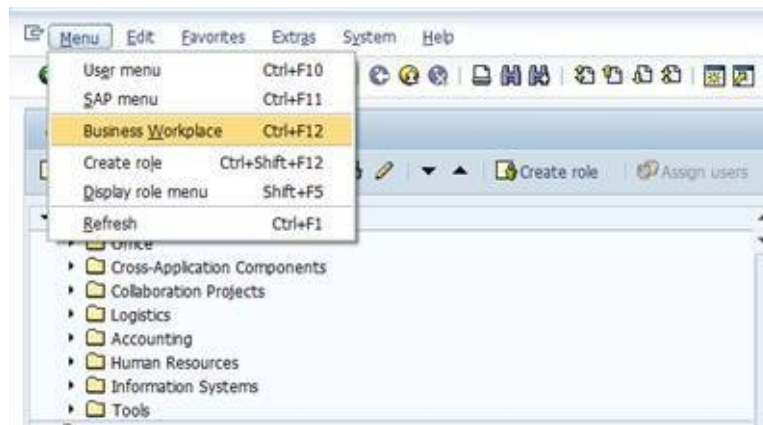 Menu Edit Favorites Extras System Help
User menu Ctrl+F10
SAP menu Ctrl+F11
Business Workplace Ctrl+F12
Create role Ctrl+Shift+F12
Create role Assign users
Display role menu Shift+F5
Refresh Ctrl+F1
Office
Cross-Application Components
Collaboration Projects
Logistics
Accounting
Human Resources
Information Systems
Tools